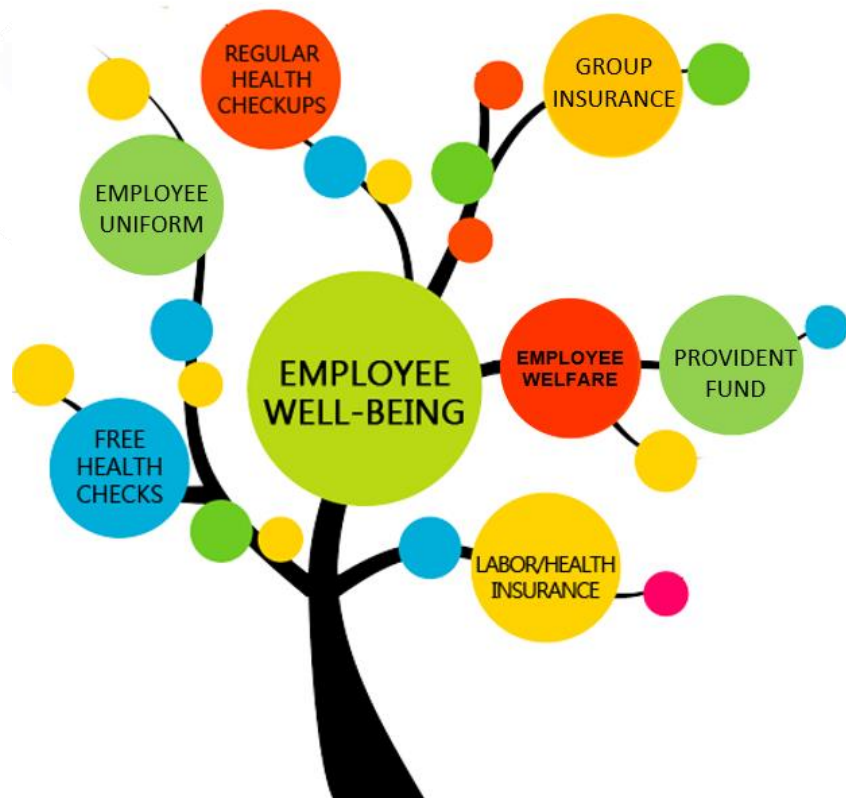 REGULAR
HEALTH
CHECKUPS
GROUP
INSURANCE
EMPLOYEE
UNIFORM
EMPLOYEE
WELL-BEING
EMPLOYEE
WELFARE
PROVIDENT
FUND
FREE
HEALTH
CHECKS
LABOR/HEALTH
INSURANCE